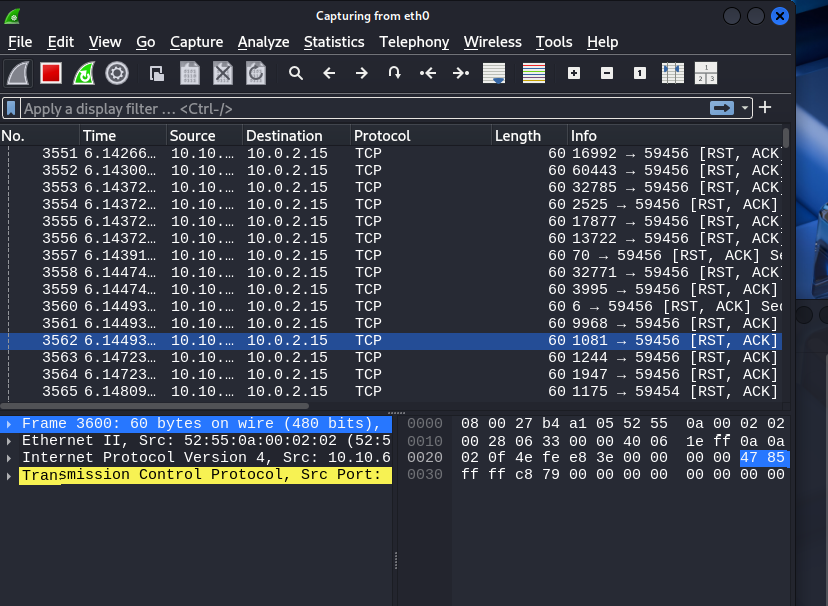 Capturing from eth0
File Edit View Go Capture Analyze Statistics Telephony Wireless Tools Help
Apply a display filter … <Ctrl-/>
No. Time Source Destination Protocol Length Info
3551 6.14266… 10.10.… 10.0.2.15 TCP 60 16992 → 59456 [RST, ACK]
3552 6.14300… 10.10.… 10.0.2.15 TCP 60 60443 → 59456 [RST, ACK]
3553 6.14372… 10.10.… 10.0.2.15 TCP 60 32785 → 59456 [RST, ACK]
3554 6.14372… 10.10.… 10.0.2.15 TCP 60 2525 → 59456 [RST, ACK]
3555 6.14372… 10.10.… 10.0.2.15 TCP 60 17877 → 59456 [RST, ACK]
3556 6.14372… 10.10.… 10.0.2.15 TCP 60 13722 → 59456 [RST, ACK]
3557 6.14391… 10.10.… 10.0.2.15 TCP 60 70 → 59456 [RST, ACK] Se
3558 6.14474… 10.10.… 10.0.2.15 TCP 60 32771 → 59456 [RST, ACK]
3559 6.14474… 10.10.… 10.0.2.15 TCP 60 3995 → 59456 [RST, ACK]
3560 6.14493… 10.10.… 10.0.2.15 TCP 60 6 → 59456 [RST, ACK] Seq
3561 6.14493… 10.10.… 10.0.2.15 TCP 60 9968 → 59456 [RST, ACK]
3562 6.14493… 10.10.… 10.0.2.15 TCP 60 1081 → 59456 [RST, ACK]
3563 6.14723… 10.10.… 10.0.2.15 TCP 60 1244 → 59456 [RST, ACK]
3564 6.14723… 10.10.… 10.0.2.15 TCP 60 1947 → 59456 [RST, ACK]
3565 6.14809… 10.10.… 10.0.2.15 TCP 60 1175 → 59454 [RST, ACK]
Frame 3600: 60 bytes on wire (480 bits),
Ethernet II, Src: 52:55:0a:00:02:02 (52:5
Internet Protocol Version 4, Src: 10.10.6
Transmission Control Protocol, Src Port:
0000 08 00 27 b4 a1 05 52 55 0a 00 02 02
0010 00 28 06 33 00 00 40 06 1e ff 0a 0a
0020 02 0f 4e fe e8 3e 00 00 00 00 47 85
0030 ff ff c8 79 00 00 00 00 00 00 00 00